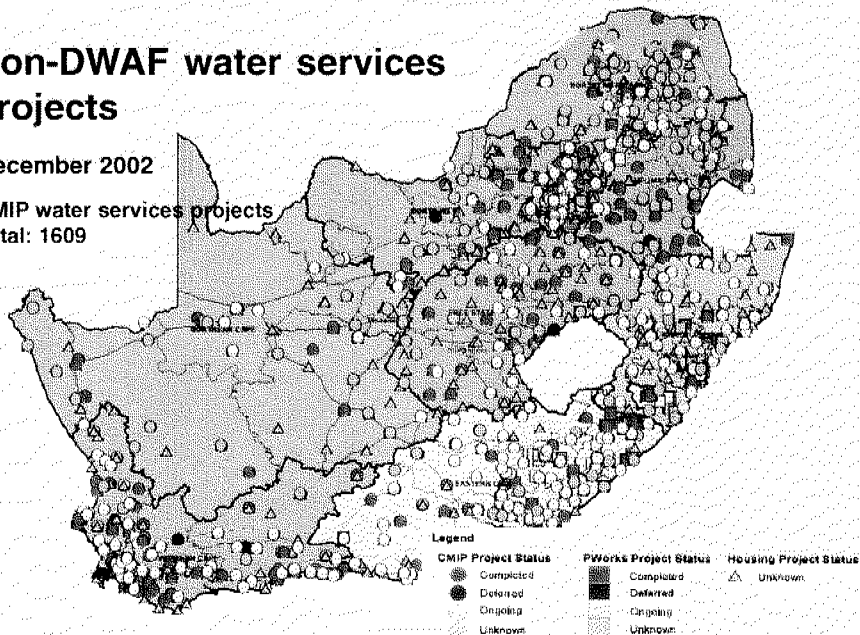 on-DWAF water services
rojects
ecember 2002
MIP water services projects
tal: 1609
EASTERN
Legend
CMIP Project Status
Completed
Deferred
Ongoing
Unknown
PWorks Project Status
Completed
Deferred
Ongoing
Unknown
Housing Project Status
Unknown